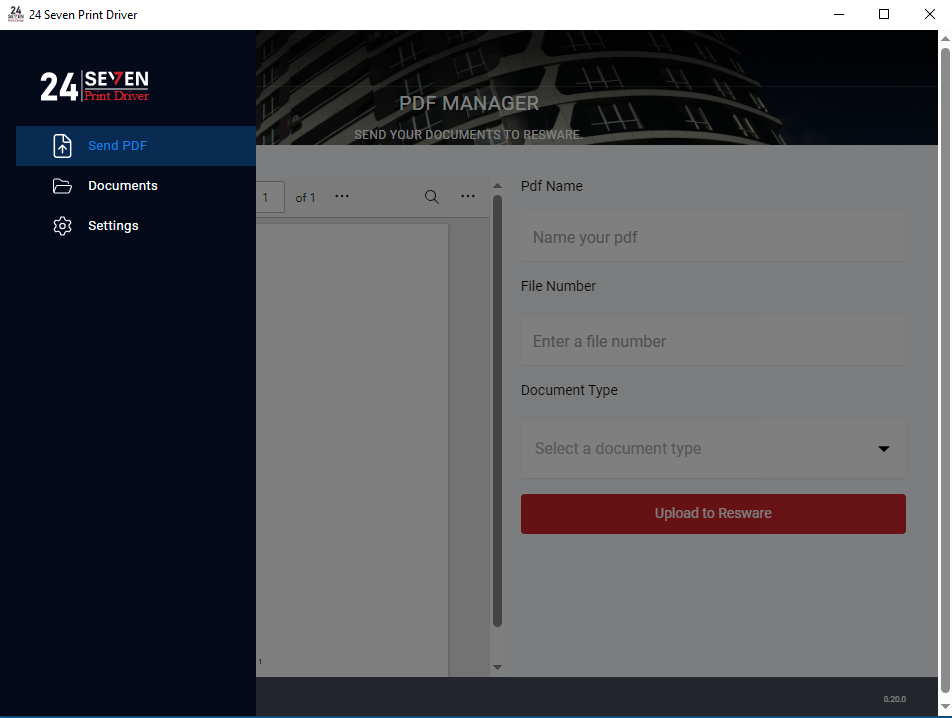 24 Seven Print Driver
24 SEVEN
Print Driver
Send PDF
Documents
Settings
PDF MANAGER
SEND YOUR DOCUMENTS TO RESWARE.
1 of 1
1
Pdf Name
Name your pdf
File Number
Enter a file number
Document Type
Select a document type
Upload to Resware
0.20.0